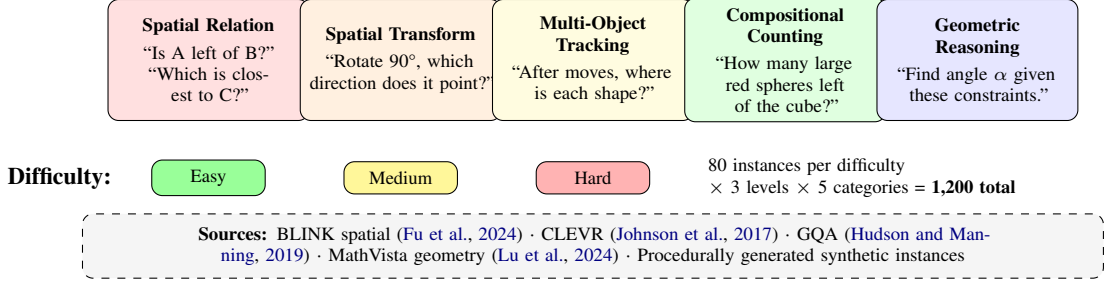 Spatial Relation
“Is A left of B?”
“Which is clos-
est to C?”
Spatial Transform
“Rotate 90°, which
direction does it point?”
Multi-Object
Tracking
“After moves, where
is each shape?”
Compositional
Counting
“How many large
red spheres left
of the cube?”
Geometric
Reasoning
“Find angle α given
these constraints.”
Difficulty:
Easy
Medium
Hard
80 instances per difficulty
× 3 levels × 5 categories = 1,200 total
Sources: BLINK spatial (Fu et al., 2024) · CLEVR (Johnson et al., 2017) · GQA (Hudson and Man-
ning, 2019) · MathVista geometry (Lu et al., 2024) · Procedurally generated synthetic instances